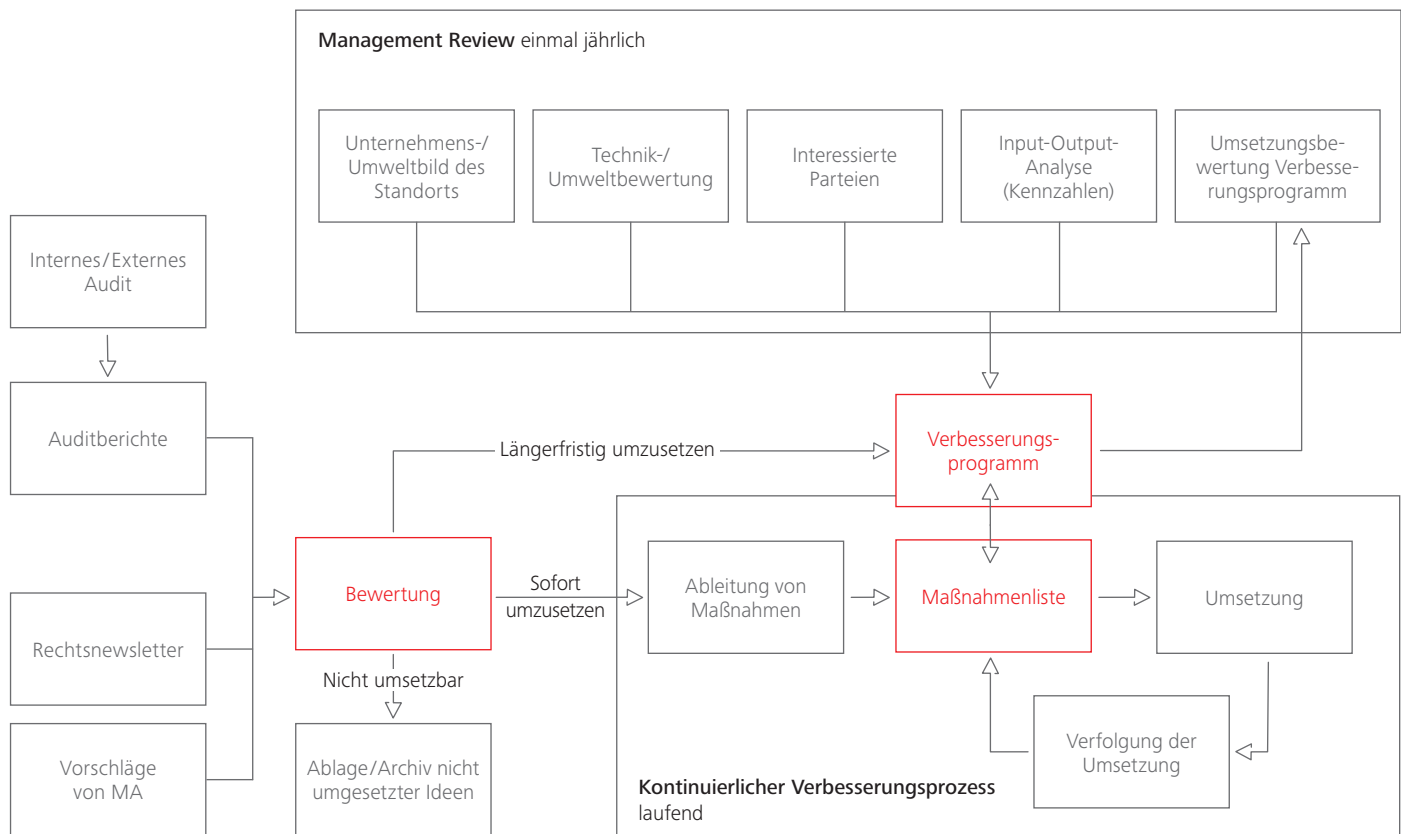 Management Review einmal jährlich
Unternehmens-/
Umweltbild des
Standorts
Technik-/
Umweltbewertung
Interessierte
Parteien
Input-Output-
Analyse
(Kennzahlen)
Umsetzungsbe-
wertung Verbesse-
rungsprogramm
Internes/Externes
Audit
Auditberichte
Längerfristig umzusetzen
Verbesserungs-
programm
Bewertung
Sofort
umzusetzen
Ableitung von
Maßnahmen
Maßnahmenliste
Umsetzung
Rechtsnewsletter
Nicht umsetzbar
Vorschläge
von MA
Ablage/Archiv nicht
umgesetzter Ideen
Verfolgung der
Umsetzung
Kontinuierlicher Verbesserungsprozess
laufend